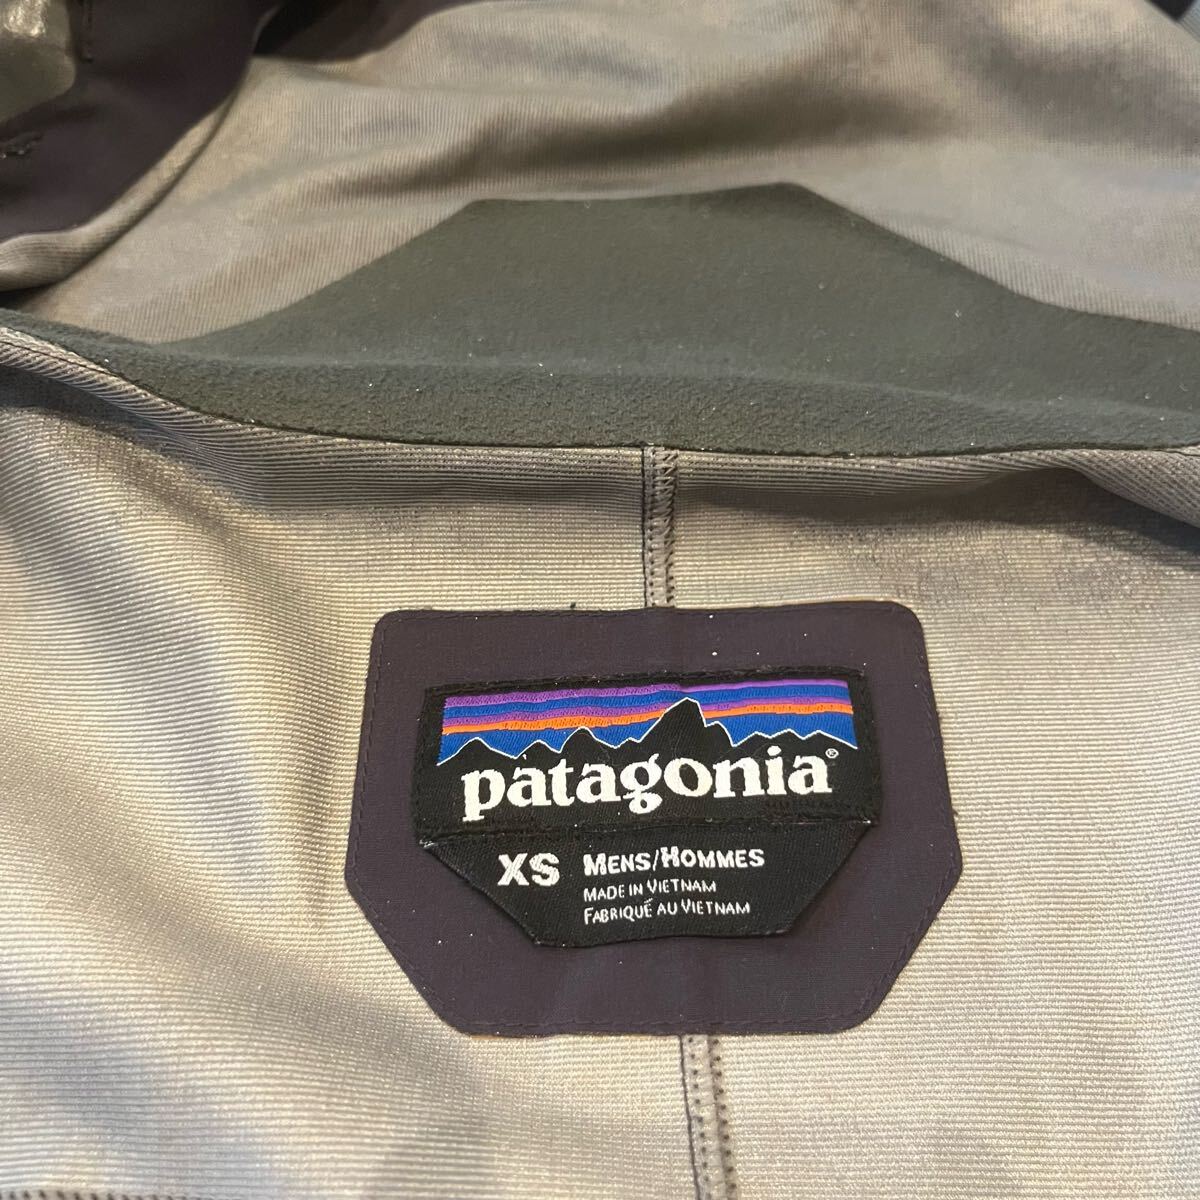 patagonia®
XS MENS/HOMMES
MADE IN VIETNAM
FABRIQUÉ AU VIETNAM